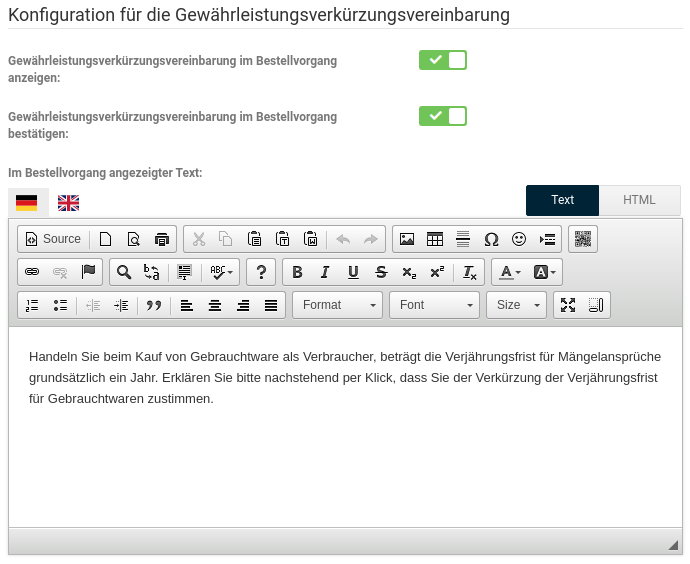 Konfiguration für die Gewährleistungsverkürzungsvereinbarung
Gewährleistungsverkürzungsvereinbarung im Bestellvorgang
anzeigen:
Gewährleistungsverkürzungsvereinbarung im Bestellvorgang
bestätigen:
Im Bestellvorgang angezeigter Text:
Text HTML
Source
Format Font Size
Handeln Sie beim Kauf von Gebrauchtware als Verbraucher, beträgt die Verjährungsfrist für Mängelansprüche
grundsätzlich ein Jahr. Erklären Sie bitte nachstehend per Klick, dass Sie der Verkürzung der Verjährungsfrist
für Gebrauchtwaren zustimmen.